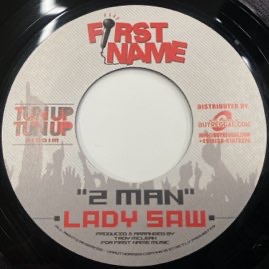 FIRST
NAME
TUN UP
TUN UP
RIDDIM
DISTRIBUTED BY
"2 MAN"
LADY SAW
PRODUCED & ARRANGED BY
TROY MCLEAN
FOR FIRST NAME MUSIC